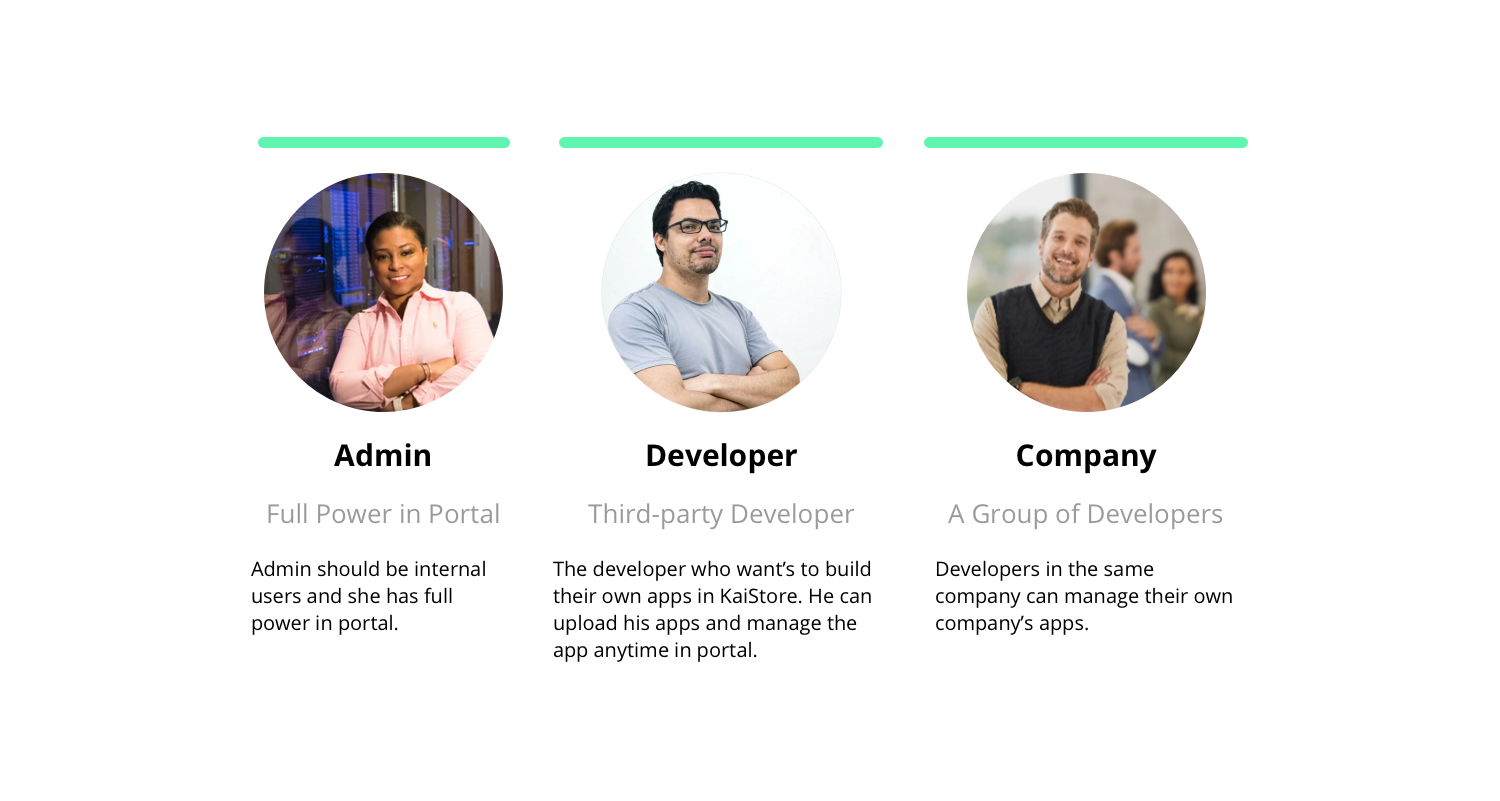 Admin
Full Power in Portal
Admin should be internal
users and she has full
power in portal.
Developer
Third-party Developer
The developer who want’s to build
their own apps in KaiStore. He can
upload his apps and manage the
app anytime in portal.
Company
A Group of Developers
Developers in the same
company can manage their own
company’s apps.